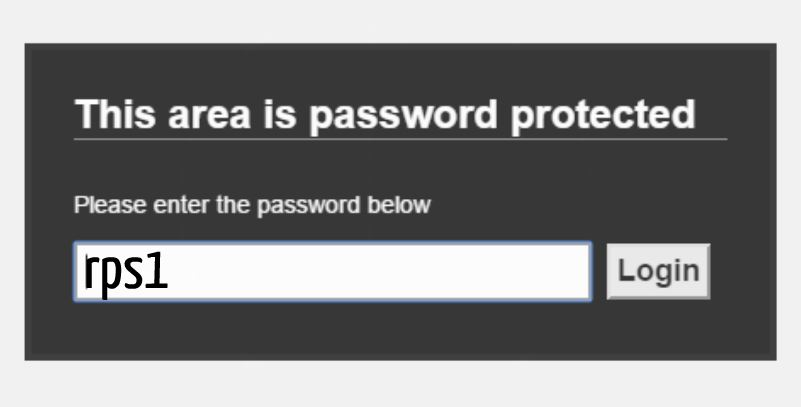 This area is password protected
Please enter the password below
rps1
Login